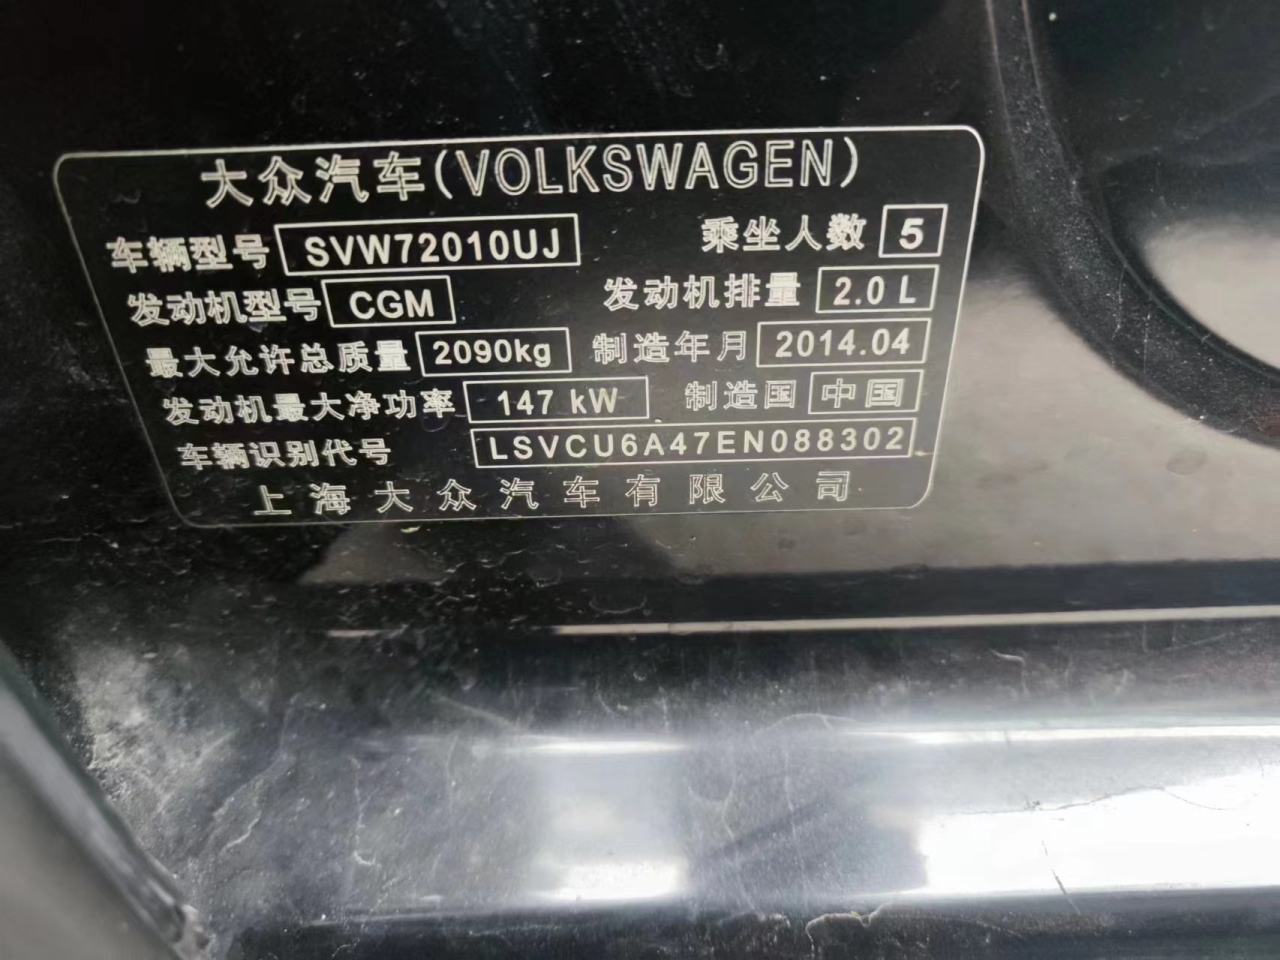 大众汽车(VOLKSWAGEN)
车辆型号 SVW72010UJ 乘坐人数 5
发动机型号 CGM 发动机排量 2.0 L
最大允许总质量 2090kg 制造年月 2014.04
发动机最大净功率 147 kW 制造国 中国
车辆识别代号 LSVCU6A47EN088302
上海大众汽车有限公司